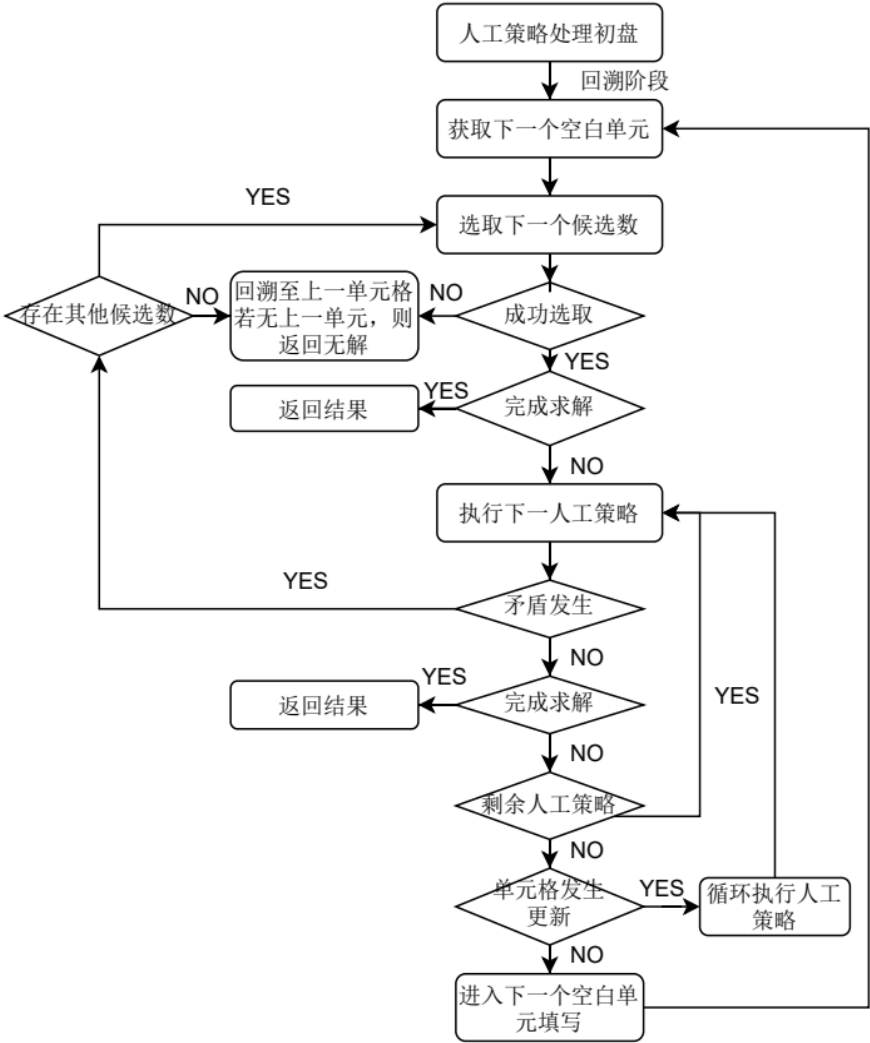 人工策略处理初盘
回溯阶段
获取下一个空白单元
YES
选取下一个候选数
存在其他候选数
NO
回溯至上一单元格
若无上一单元，则
返回无解
NO
成功选取
YES
返回结果
YES
完成求解
NO
执行下一人工策略
YES
矛盾发生
NO
返回结果
YES
完成求解
YES
NO
剩余人工策略
NO
单元格发生
更新
YES
循环执行人工
策略
NO
进入下一个空白单
元填写